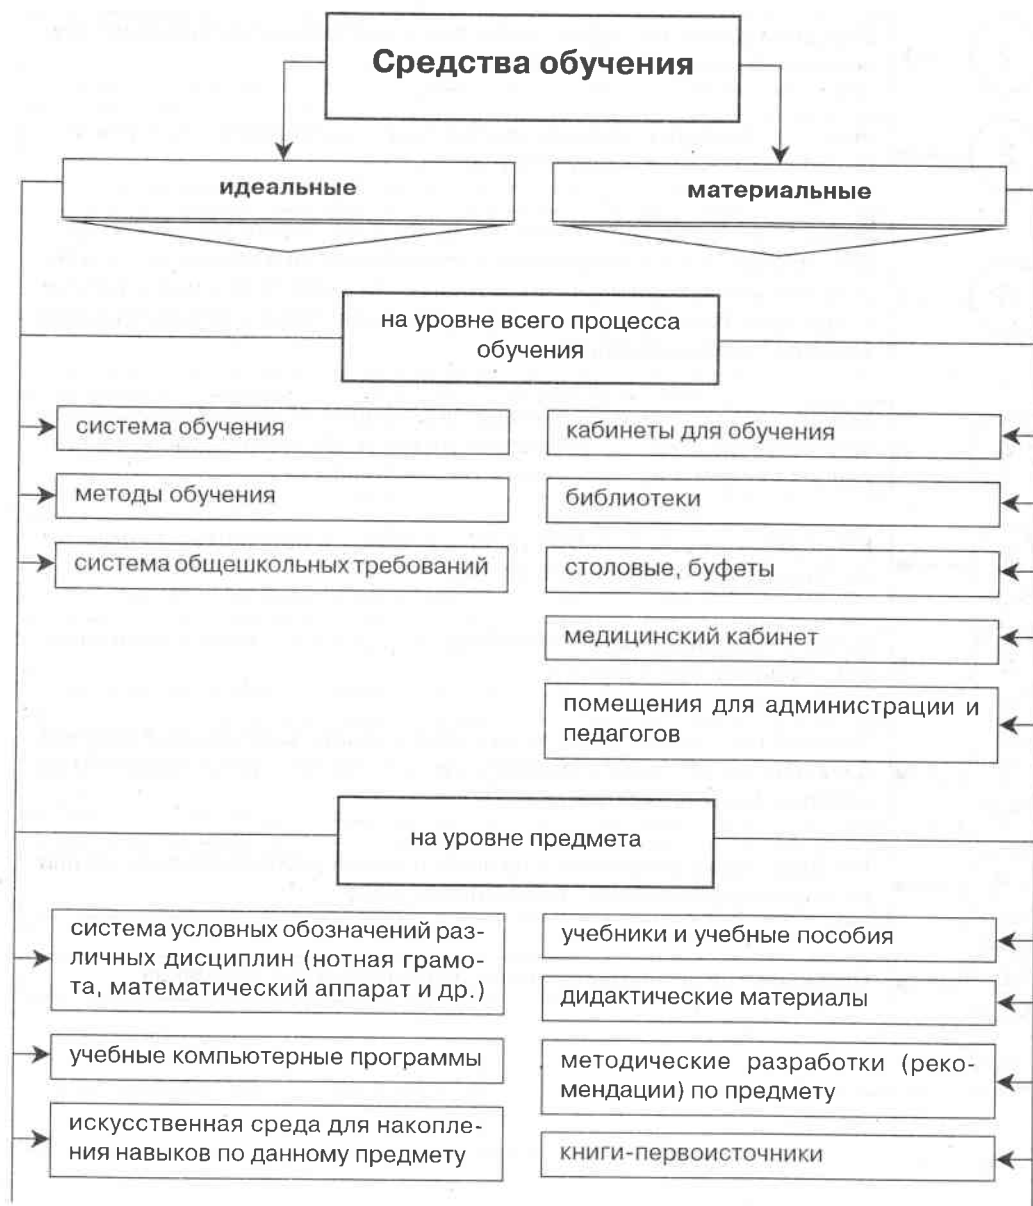 Средства обучения
идеальные
материальные
на уровне всего процесса
обучения
система обучения
кабинеты для обучения
методы обучения
библиотеки
система общешкольных требований
столовые, буфеты
медицинский кабинет
помещения для администрации и
педагогов
на уровне предмета
система условных обозначений раз-
личных дисциплин (нотная грамо-
та, математический аппарат и др.)
учебники и учебные пособия
дидактические материалы
учебные компьютерные программы
методические разработки (реко-
мендации) по предмету
искусственная среда для накопле-
ния навыков по данному предмету
книги-первоисточники